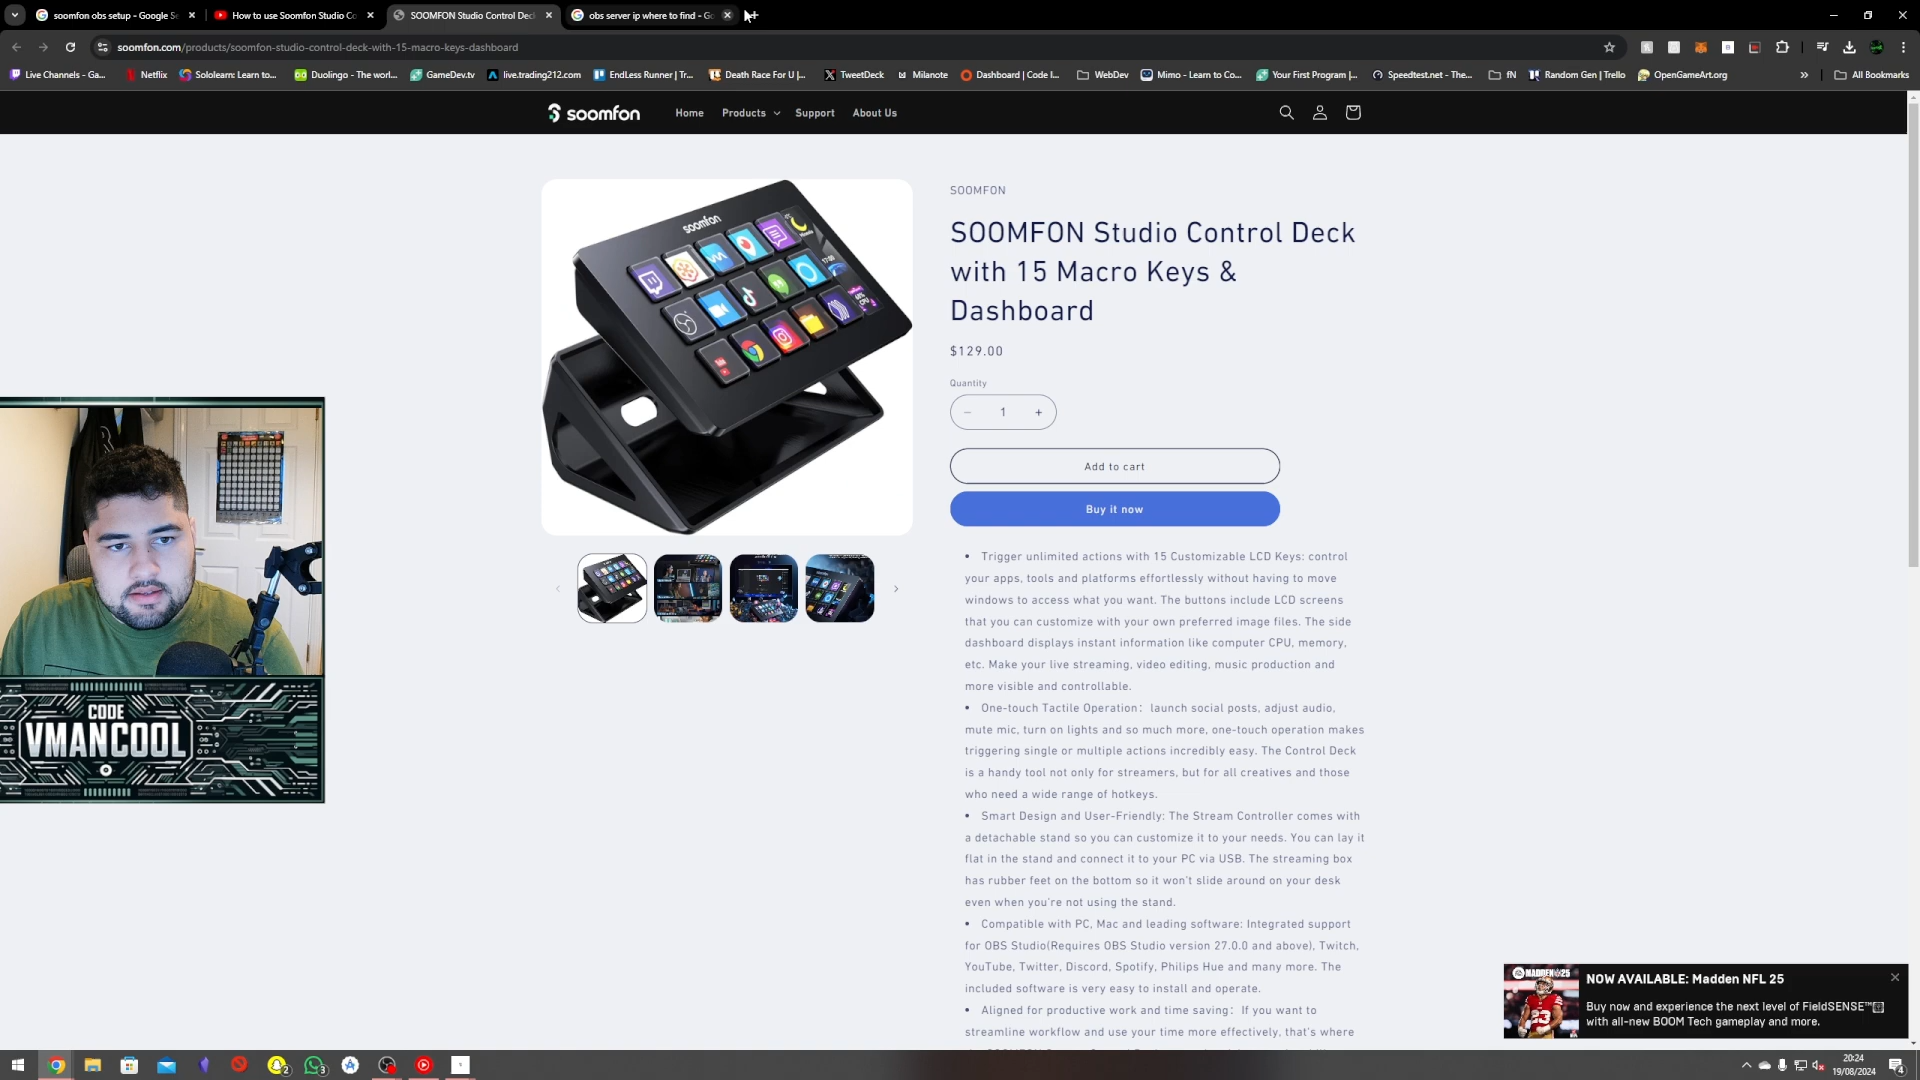 soomfon obs setup - Google Se
How to use Soomfon Studio Co
SOOMFON Studio Control Dec
obs server ip where to find - Go
soomfon.com/products/soomfon-studio-control-deck-with-15-macro-keys-dashboard
Live Channels - Ga...
Netflix
Sololearn: Learn to...
Duolingo - The worl...
GameDev.tv
live.trading212.com
EndLess Runner | Tr...
Death Race For U |...
TweetDeck
Milanote
Dashboard | Code I...
WebDev
Mimo - Learn to Co...
Your First Program |...
Speedtest.net - The...
fN
Random Gen | Trello
OpenGameArt.org
All Bookmarks
soomfon
Home
Products
Support
About Us
soomfon
SOOMFON
SOOMFON Studio Control Deck
with 15 Macro Keys &
Dashboard
$129.00
Quantity
− 1 +
Add to cart
Buy it now
• Trigger unlimited actions with 15 Customizable LCD Keys: control
your apps, tools and platforms effortlessly without having to move
windows to access what you want. The buttons include LCD screens
that you can customize with your own preferred image files. The side
dashboard displays instant information like computer CPU, memory,
etc. Make your live streaming, video editing, music production and
more visible and controllable.
• One-touch Tactile Operation: launch social posts, adjust audio,
mute mic, turn on lights and so much more, one-touch operation makes
triggering single or multiple actions incredibly easy. The Control Deck
is a handy tool not only for streamers, but for all creatives and those
who need a wide range of hotkeys.
• Smart Design and User-Friendly: The Stream Controller comes with
a detachable stand so you can customize it to your needs. You can lay it
flat in the stand and connect it to your PC via USB. The streaming box
has rubber feet on the bottom so it won't slide around on your desk
even when you're not using the stand.
• Compatible with PC, Mac and leading software: Integrated support
for OBS Studio(Requires OBS Studio version 27.0.0 and above), Twitch,
YouTube, Twitter, Discord, Spotify, Philips Hue and many more. The
included software is very easy to install and operate.
• Aligned for productive work and time saving: If you want to
streamline workflow and use your time more effectively, that's where
CODE
VMANCOOL
MADDEN 25
NOW AVAILABLE: Madden NFL 25
Buy now and experience the next level of FieldSENSE™
with all-new BOOM Tech gameplay and more.
20:24
19/08/2024